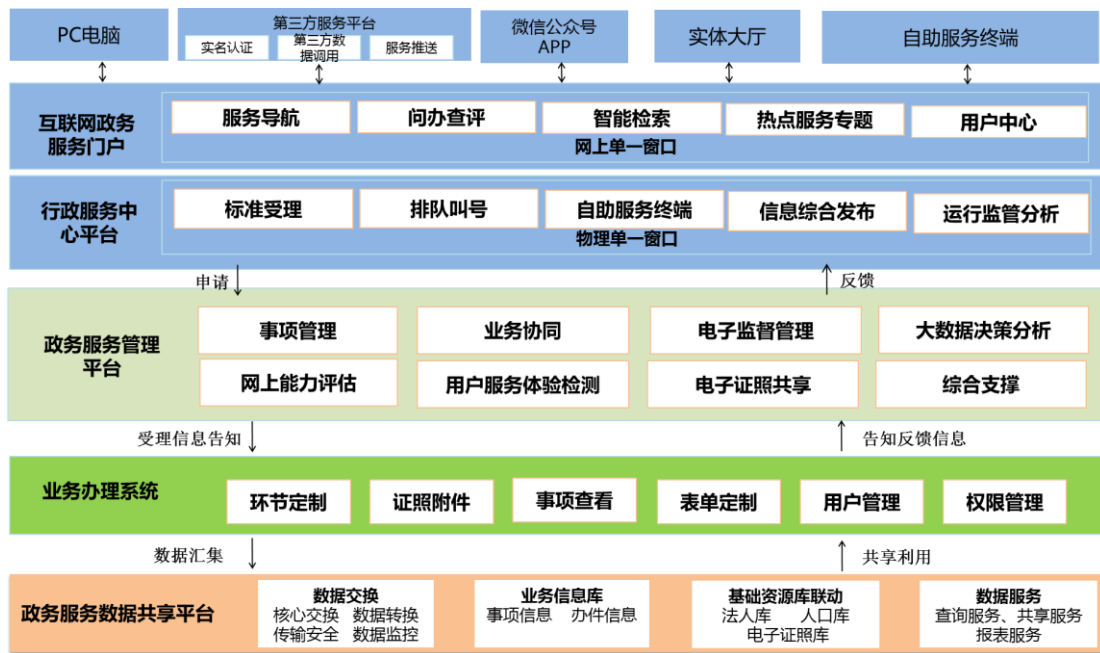 PC电脑
第三方服务平台
实名认证
第三方数
据调用
服务推送
微信公众号
APP
实体大厅
自助服务终端
互联网政务
服务门户
服务导航
问办查评
智能检索
热点服务专题
用户中心
网上单一窗口
行政服务中
心平台
标准受理
排队叫号
自助服务终端
信息综合发布
运行监管分析
物理单一窗口
申请
反馈
政务服务管理
平台
事项管理
业务协同
电子监督管理
大数据决策分析
网上能力评估
用户服务体验检测
电子证照共享
综合支撑
受理信息告知
告知反馈信息
业务办理系统
环节定制
证照附件
事项查看
表单定制
用户管理
权限管理
数据汇集
共享利用
政务服务数据共享平台
数据交换
核心交换 数据转换
传输安全 数据监控
业务信息库
事项信息 办件信息
基础资源库联动
法人库 人口库
电子证照库
数据服务
查询服务、共享服务
报表服务